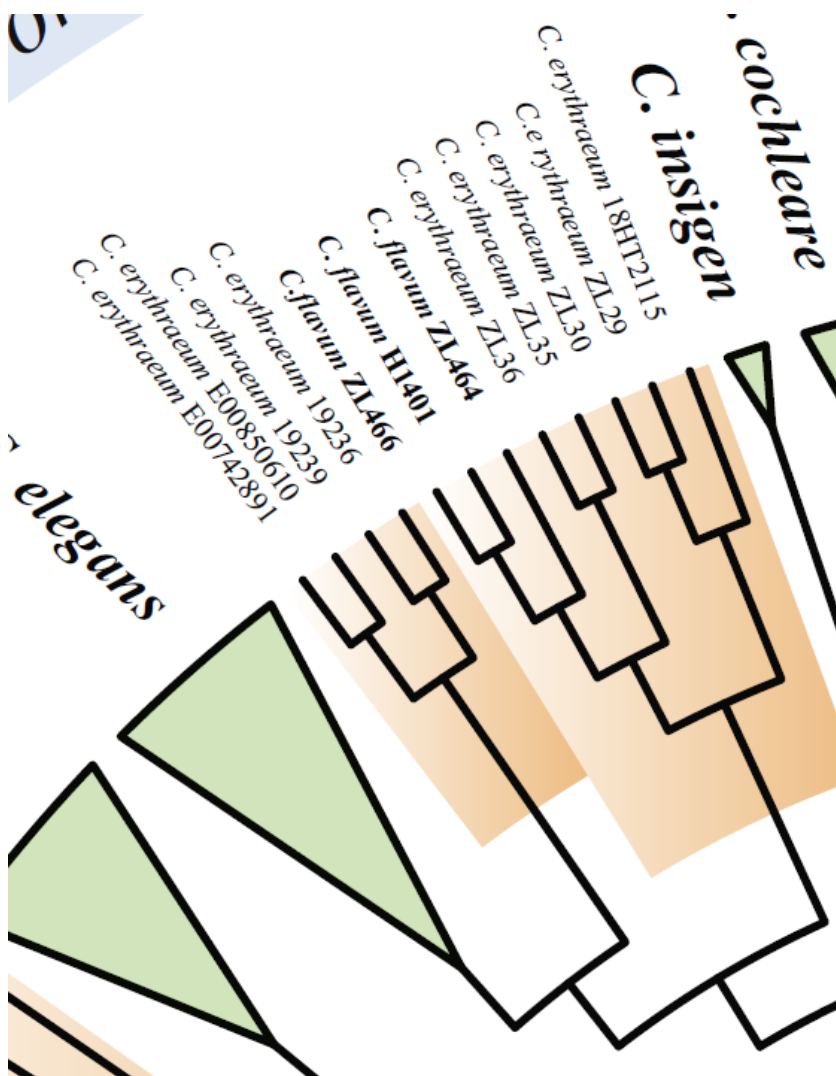 C. elegans
C. erythraeum E00742891
C. erythraeum E00850610
C. erythraeum 19239
C. erythraeum 19236
C.flavum ZL466
C. flavum H1401
C. flavum ZL464
C. erythraeum ZL36
C. erythraeum ZL35
C. erythraeum ZL30
C.e rythraeum ZL29
C. erythraeum 18HT2115
C. insigen
. cochleare